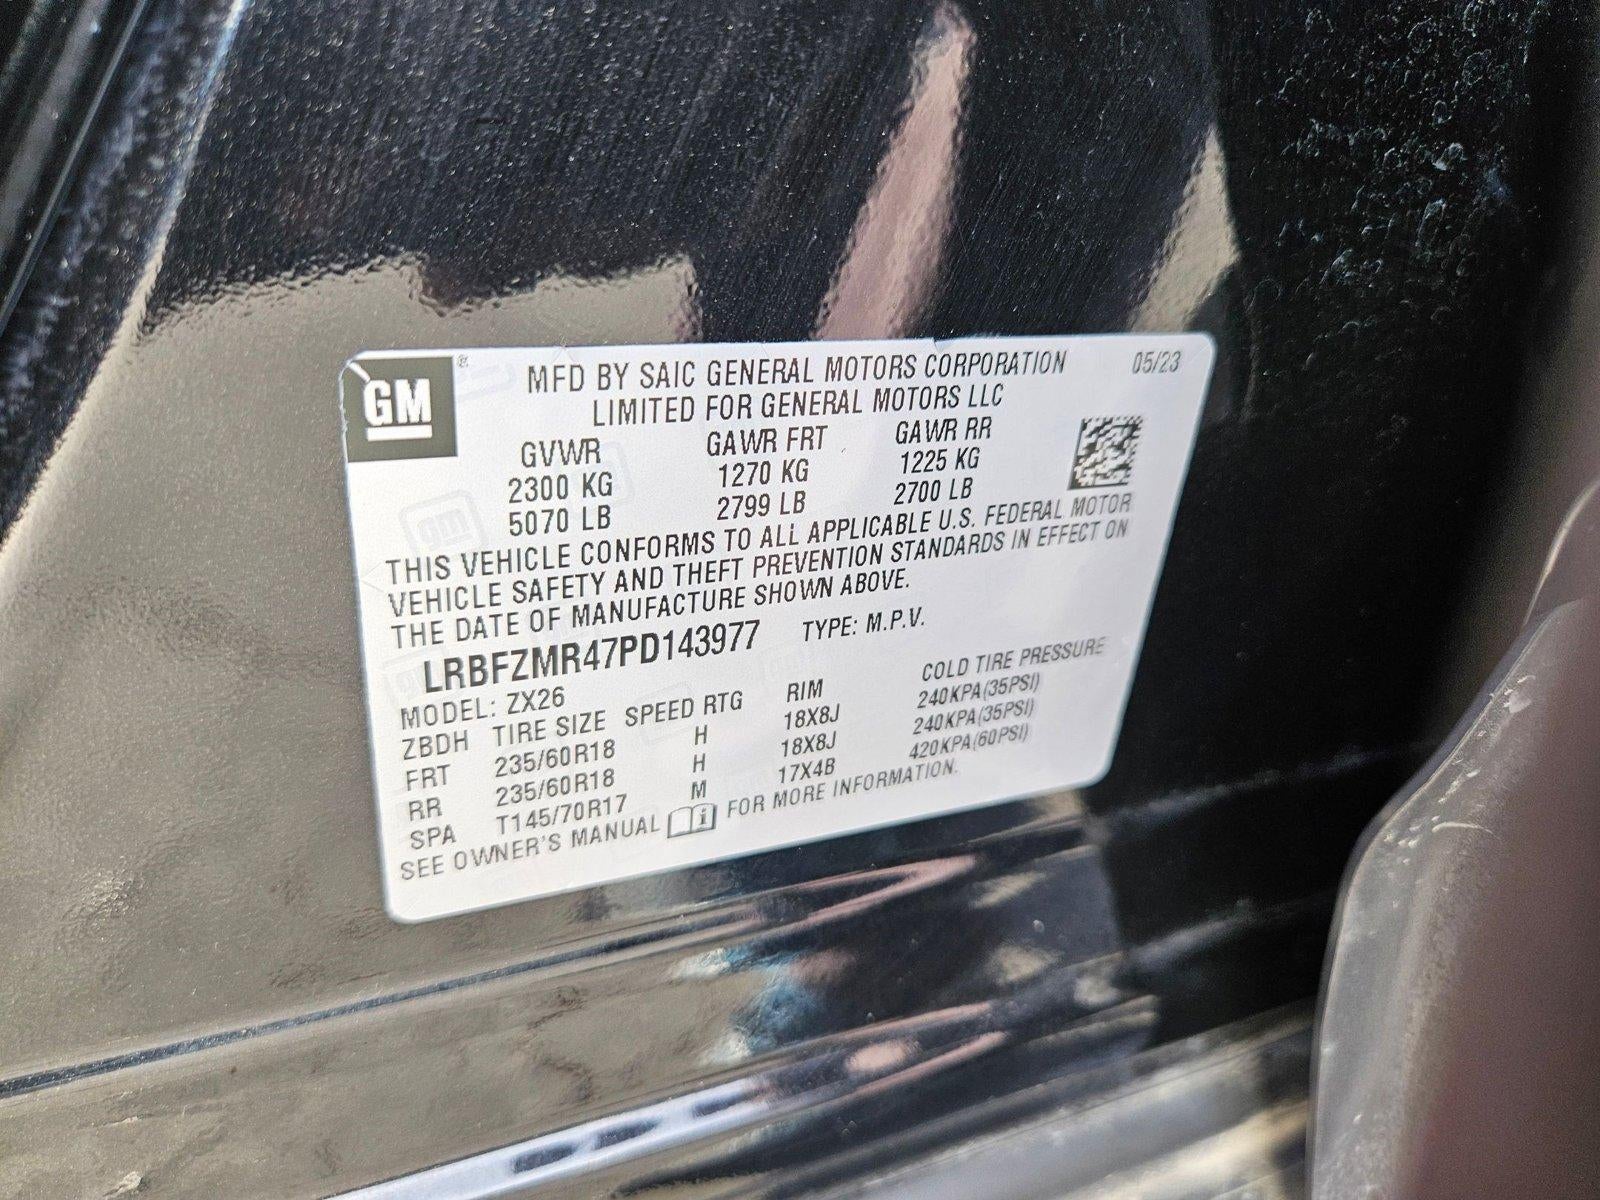 GM ®
MFD BY SAIC GENERAL MOTORS CORPORATION 05/23
LIMITED FOR GENERAL MOTORS LLC
GVWR GAWR FRT GAWR RR
2300 KG 1270 KG 1225 KG
5070 LB 2799 LB 2700 LB
THIS VEHICLE CONFORMS TO ALL APPLICABLE U.S. FEDERAL MOTOR
VEHICLE SAFETY AND THEFT PREVENTION STANDARDS IN EFFECT ON
THE DATE OF MANUFACTURE SHOWN ABOVE.
LRBFZMR47PD143977 TYPE: M.P.V.
MODEL: ZX26
ZBDH TIRE SIZE SPEED RTG RIM COLD TIRE PRESSURE
FRT 235/60R18 H 18X8J 240KPA(35PSI)
RR 235/60R18 H 18X8J 240KPA(35PSI)
SPA T145/70R17 M 17X4B 420KPA(60PSI)
SEE OWNER'S MANUAL i FOR MORE INFORMATION.